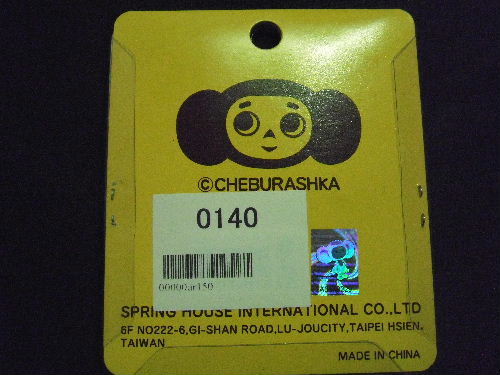 ©CHEBURASHKA
0140
SPRING HOUSE INTERNATIONAL CO.,LTD
6F NO222-6,GI-SHAN ROAD,LU-JOUCITY,TAIPEI HSIEN.
TAIWAN
MADE IN CHINA